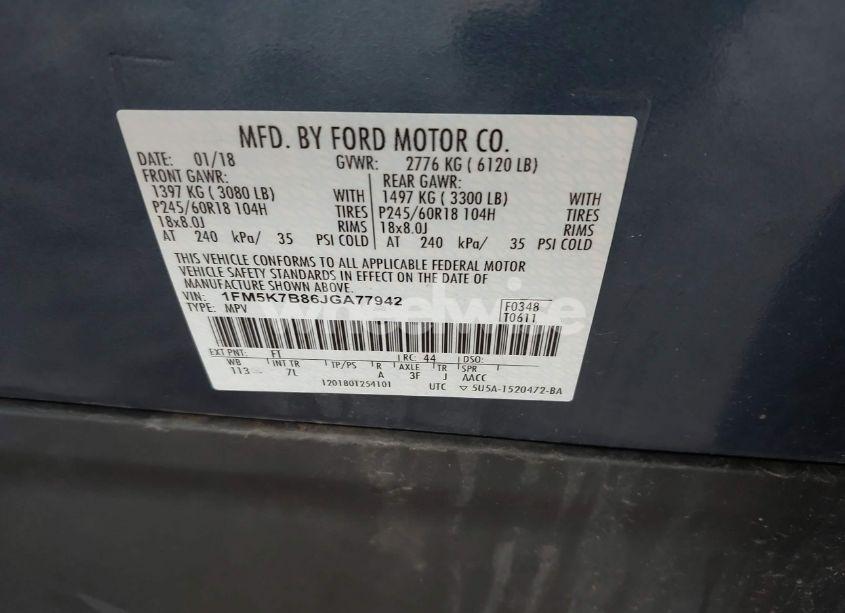 MFD. BY FORD MOTOR CO.
DATE: 01/18 GVWR: 2776 KG ( 6120 LB)
FRONT GAWR: REAR GAWR:
1397 KG ( 3080 LB) WITH 1497 KG ( 3300 LB) WITH
P245/60R18 104H TIRES P245/60R18 104H TIRES
18x8.0J RIMS 18x8.0J RIMS
AT 240 kPa/ 35 PSI COLD AT 240 kPa/ 35 PSI COLD
THIS VEHICLE CONFORMS TO ALL APPLICABLE FEDERAL MOTOR
VEHICLE SAFETY STANDARDS IN EFFECT ON THE DATE OF
MANUFACTURE SHOWN ABOVE.
VIN: 1FM5K7B86JGA77942 F0348
TYPE: MPV T0611
EXT PNT: FT RC: 44 DSO:
WB INT TR TP/PS R AXLE TR SPR
113 7L A 3F J AACC
120180T254101 UTC ▽ 5U5A-1520472-BA